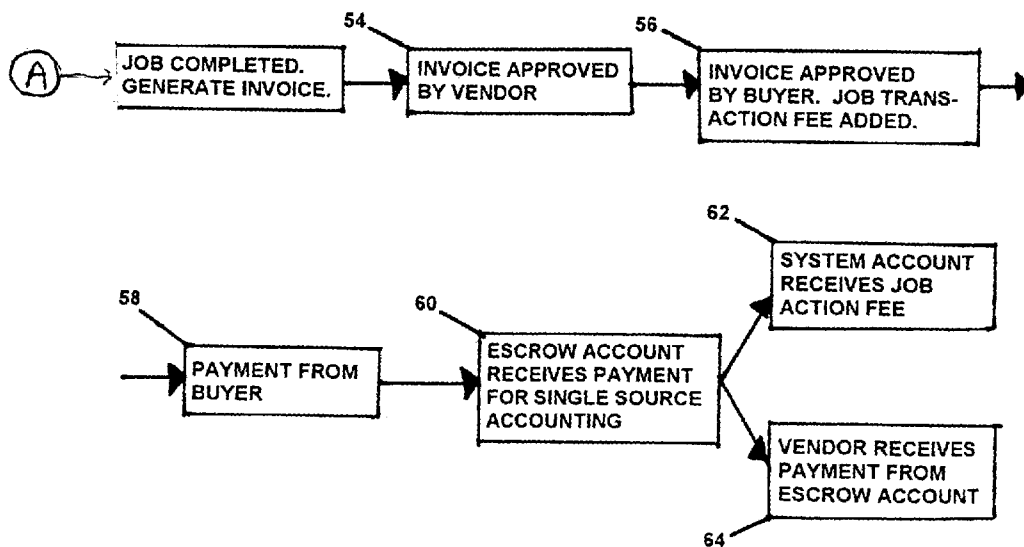 54
56
A
JOB COMPLETED.
GENERATE INVOICE.
INVOICE APPROVED
BY VENDOR
INVOICE APPROVED
BY BUYER. JOB TRANS-
ACTION FEE ADDED.
58
PAYMENT FROM
BUYER
60
ESCROW ACCOUNT
RECEIVES PAYMENT
FOR SINGLE SOURCE
ACCOUNTING
62
SYSTEM ACCOUNT
RECEIVES JOB
ACTION FEE
VENDOR RECEIVES
PAYMENT FROM
ESCROW ACCOUNT
64